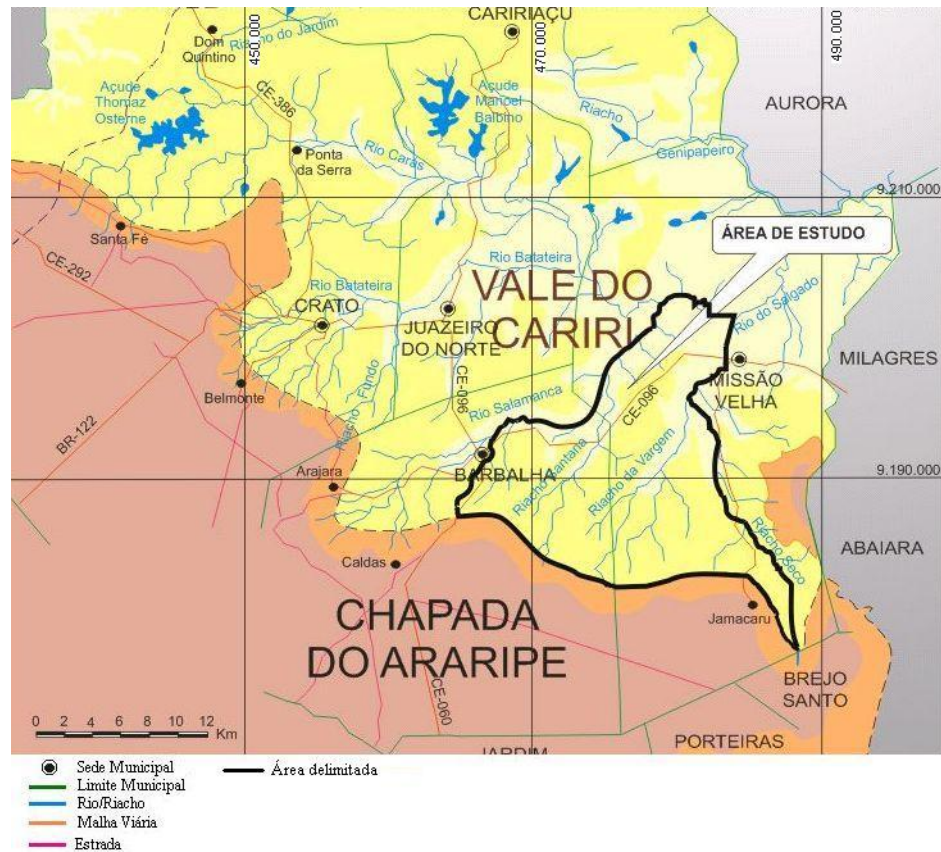 CARIRIAÇU
450.000
470.000
490.000
Dom
Quintino
Riacho do Jardim
Açude
Thomaz
Osterne
CE-386
Açude
Manoel
Balbino
Riacho
AURORA
Ponta
da Serra
Rio Carás
Genipapeiro
9.210.000
Santa Fé
ÁREA DE ESTUDO
CE-292
Rio Batateira
Rio Batateira
VALE DO
CARIRI
CRATO
JUAZEIRO
DO NORTE
Rio do Salgado
MILAGRES
MISSÃO
VELHA
Belmonte
Riacho Fundo
CE-096
Rio Salamanca
CE-096
BR-122
Arajara
BARBALHA
9.190.000
Riacho Santana
Riacho da Vargem
Riacho Seco
ABAIARA
Caldas
CHAPADA
DO ARARIPE
Jamacaru
BREJO
SANTO
CE-060
0 2 4 6 8 10 12
Km
JARDIM
PORTEIRAS
Sede Municipal
Área delimitada
Limite Municipal
Rio/Riacho
Malha Viária
Estrada